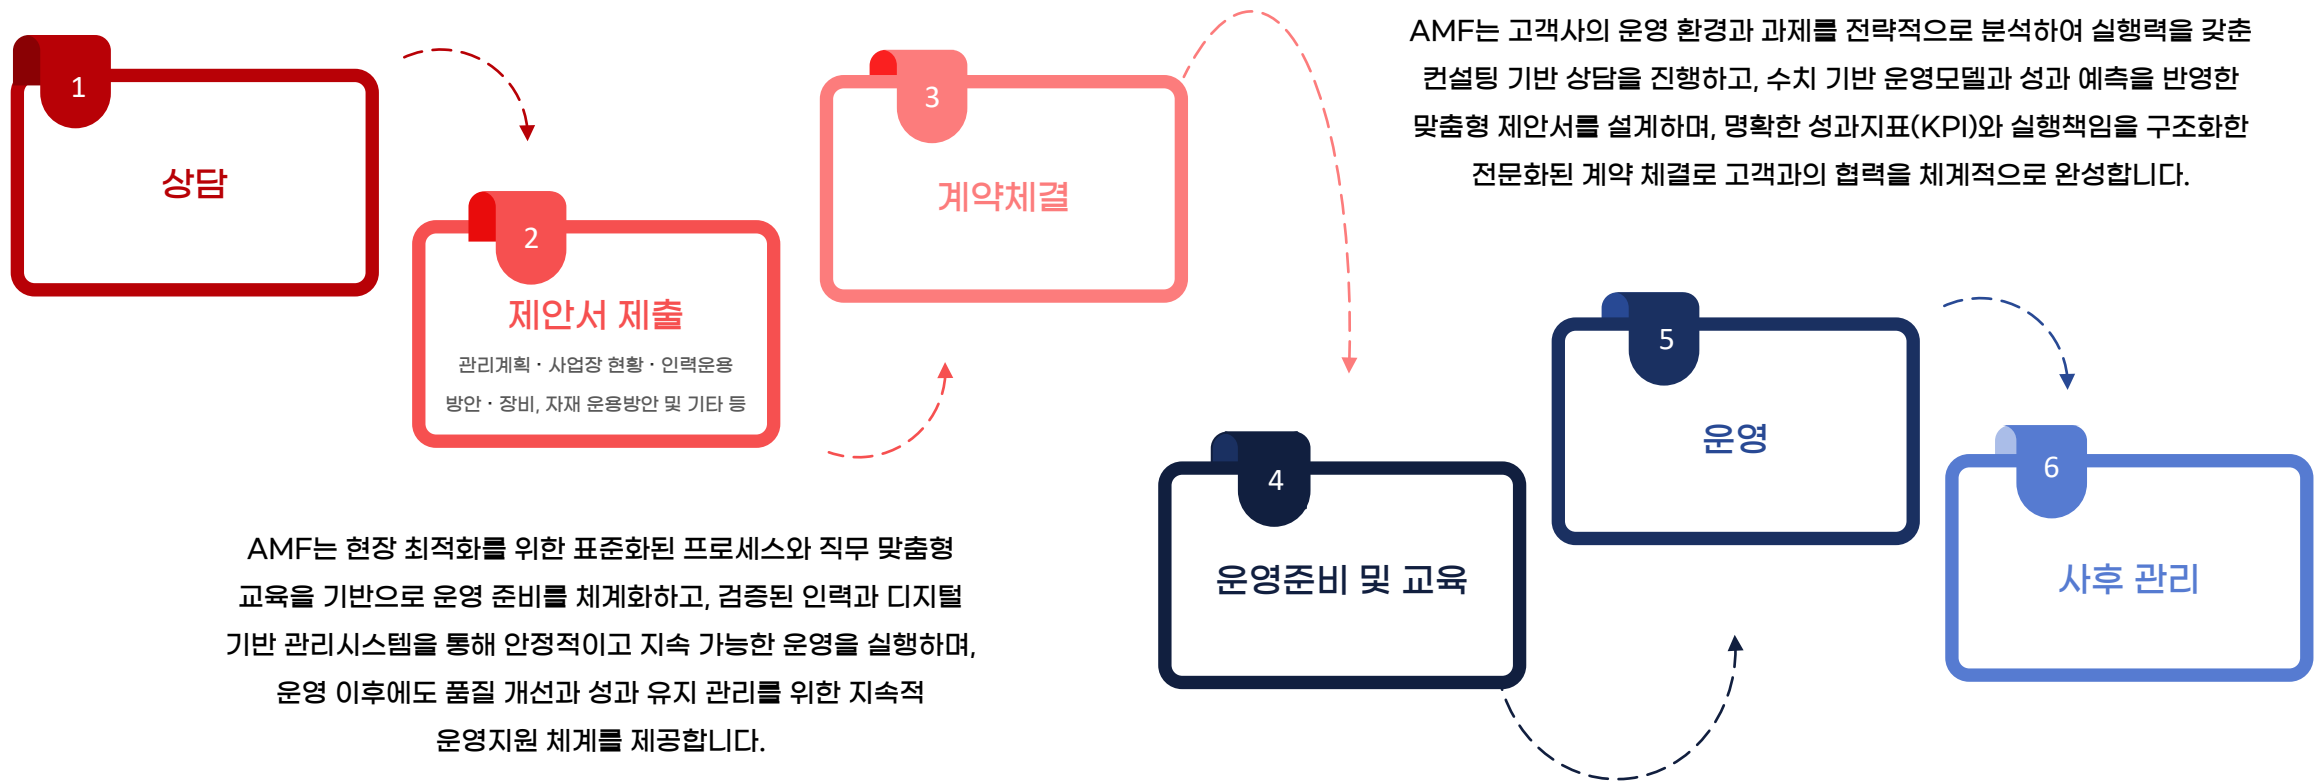 1
상담
2
제안서 제출
관리계획 · 사업장 현황 · 인력운용
방안 · 장비, 자재 운용방안 및 기타 등
3
계약체결
AMF는 고객사의 운영 환경과 과제를 전략적으로 분석하여 실행력을 갖춘
컨설팅 기반 상담을 진행하고, 수치 기반 운영모델과 성과 예측을 반영한
맞춤형 제안서를 설계하며, 명확한 성과지표(KPI)와 실행책임을 구조화한
전문화된 계약 체결로 고객과의 협력을 체계적으로 완성합니다.
4
운영준비 및 교육
5
운영
6
사후 관리
AMF는 현장 최적화를 위한 표준화된 프로세스와 직무 맞춤형
교육을 기반으로 운영 준비를 체계화하고, 검증된 인력과 디지털
기반 관리시스템을 통해 안정적이고 지속 가능한 운영을 실행하며,
운영 이후에도 품질 개선과 성과 유지 관리를 위한 지속적
운영지원 체계를 제공합니다.